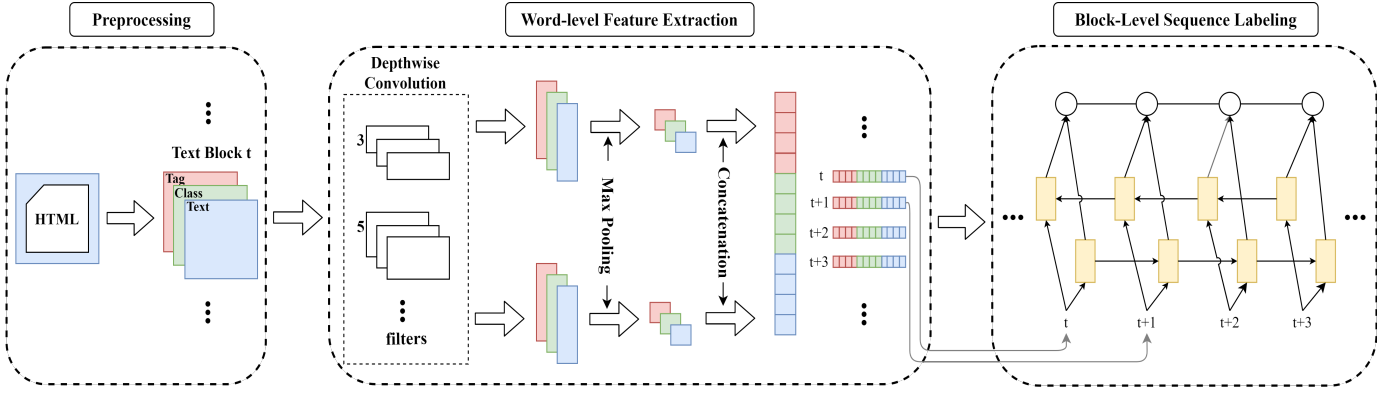 Preprocessing
Word-level Feature Extraction
Block-Level Sequence Labeling
HTML
Text Block t
Tag
Class
Text
Depthwise
Convolution
3
5
filters
Max Pooling
Concatenation
t
t+1
t+2
t+3
t
t+1
t+2
t+3